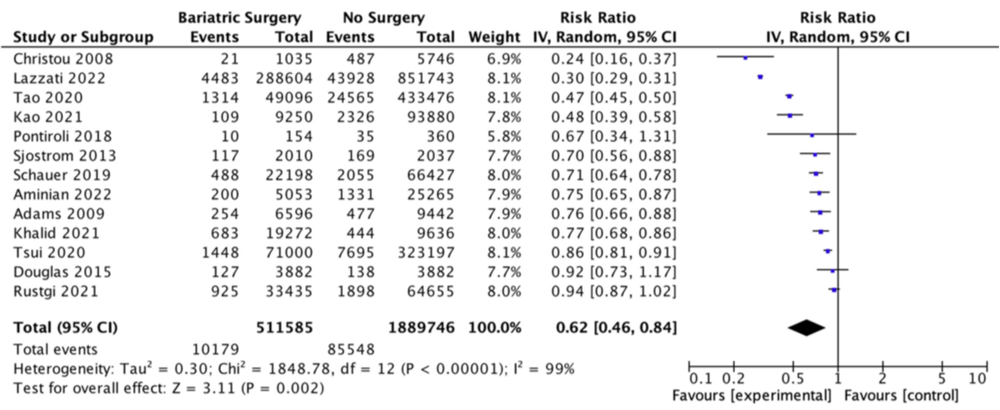 Bariatric Surgery No Surgery Risk Ratio Risk Ratio
Study or Subgroup Events Total Events Total Weight IV, Random, 95% CI IV, Random, 95% CI
Christou 2008 21 1035 487 5746 6.9% 0.24 [0.16, 0.37]
Lazzati 2022 4483 288604 43928 851743 8.1% 0.30 [0.29, 0.31]
Tao 2020 1314 49096 24565 433476 8.1% 0.47 [0.45, 0.50]
Kao 2021 109 9250 2326 93880 7.8% 0.48 [0.39, 0.58]
Pontiroli 2018 10 154 35 360 5.8% 0.67 [0.34, 1.31]
Sjostrom 2013 117 2010 169 2037 7.7% 0.70 [0.56, 0.88]
Schauer 2019 488 22198 2055 66427 8.0% 0.71 [0.64, 0.78]
Aminian 2022 200 5053 1331 25265 7.9% 0.75 [0.65, 0.87]
Adams 2009 254 6596 477 9442 7.9% 0.76 [0.66, 0.88]
Khalid 2021 683 19272 444 9636 8.0% 0.77 [0.68, 0.86]
Tsui 2020 1448 71000 7695 323197 8.1% 0.86 [0.81, 0.91]
Douglas 2015 127 3882 138 3882 7.7% 0.92 [0.73, 1.17]
Rustgi 2021 925 33435 1898 64655 8.0% 0.94 [0.87, 1.02]
Total (95% CI) 511585 1889746 100.0% 0.62 [0.46, 0.84]
Total events 10179 85548
Heterogeneity: Tau² = 0.30; Chi² = 1848.78, df = 12 (P < 0.00001); I² = 99%
Test for overall effect: Z = 3.11 (P = 0.002)
0.1 0.2 0.5 1 2 5 10
Favours [experimental] Favours [control]